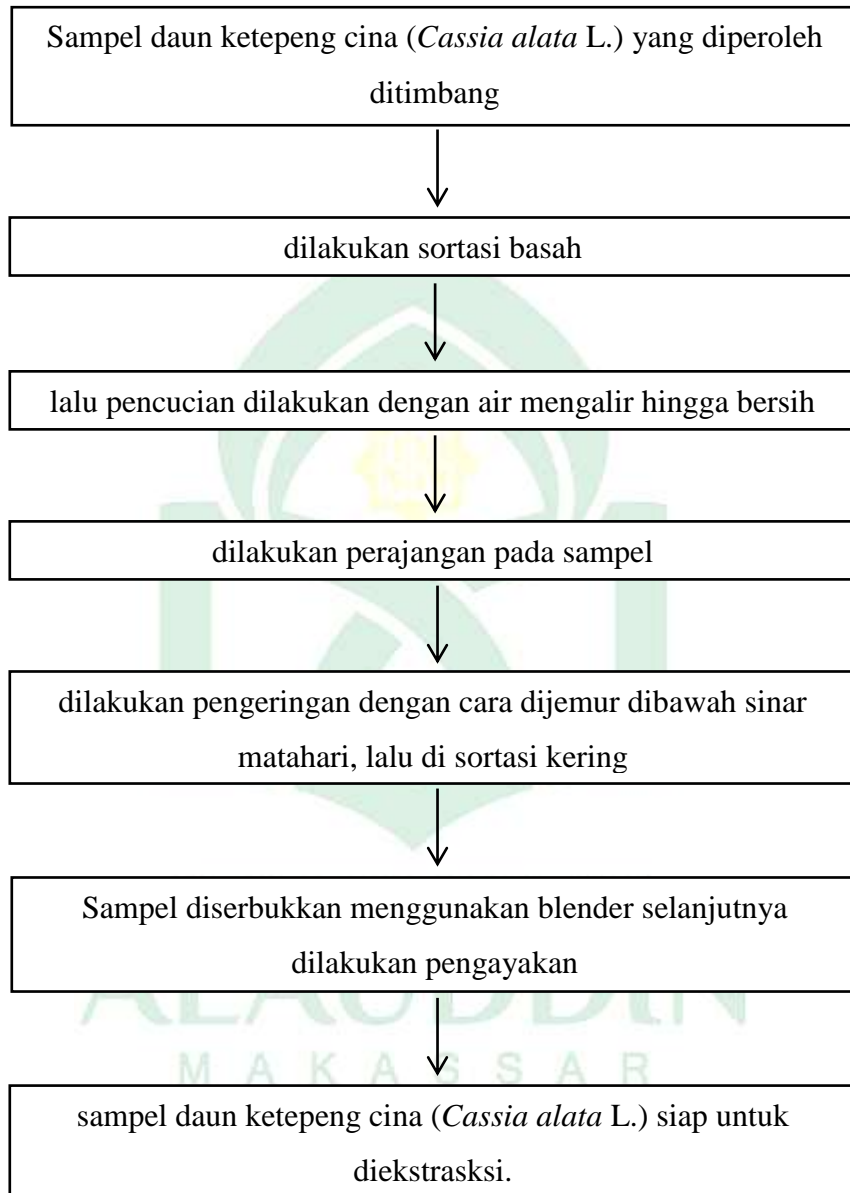 Sampel daun ketepeng cina (Cassia alata L.) yang diperoleh
ditimbang
dilakukan sortasi basah
lalu pencucian dilakukan dengan air mengalir hingga bersih
dilakukan perajangan pada sampel
dilakukan pengeringan dengan cara dijemur dibawah sinar
matahari, lalu di sortasi kering
Sampel diserbukkan menggunakan blender selanjutnya
dilakukan pengayakan
ALAUDDIN
MAKASSAR
sampel daun ketepeng cina (Cassia alata L.) siap untuk
diekstrasksi.